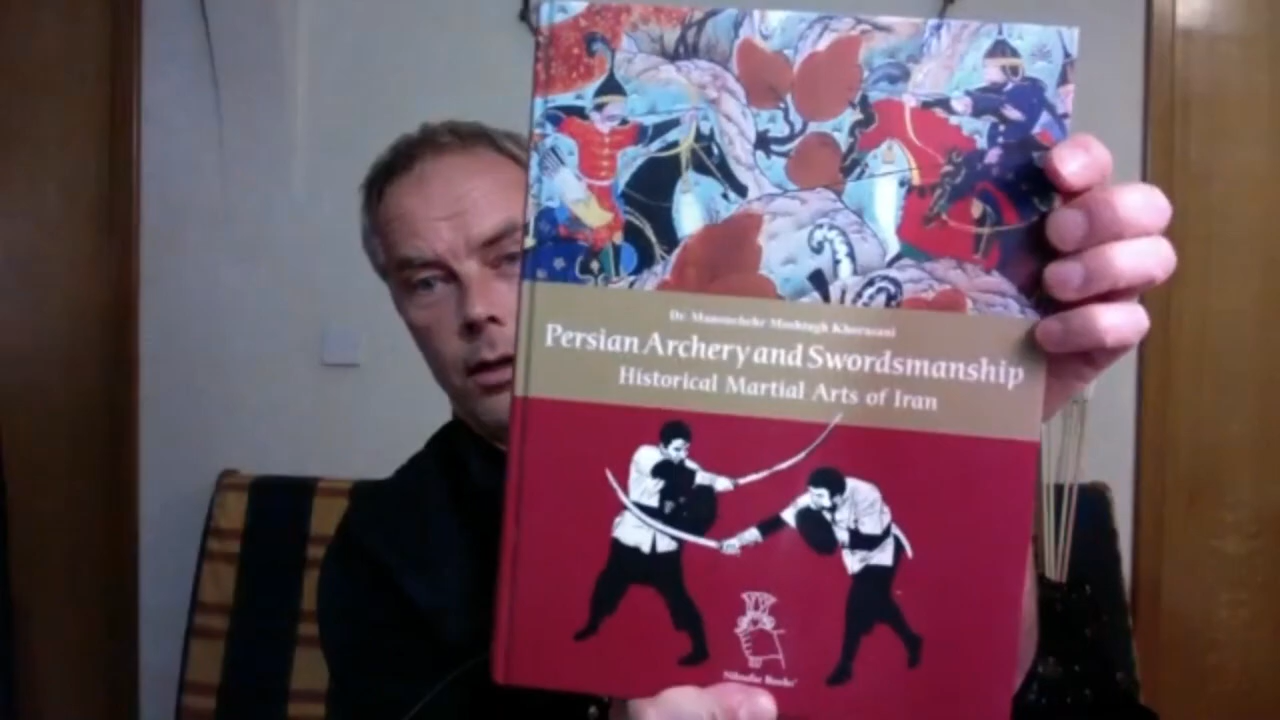 Dr. Manouchehr Moshtagh Khorasani
Persian Archery and Swordsmanship
Historical Martial Arts of Iran
Niloufar Books